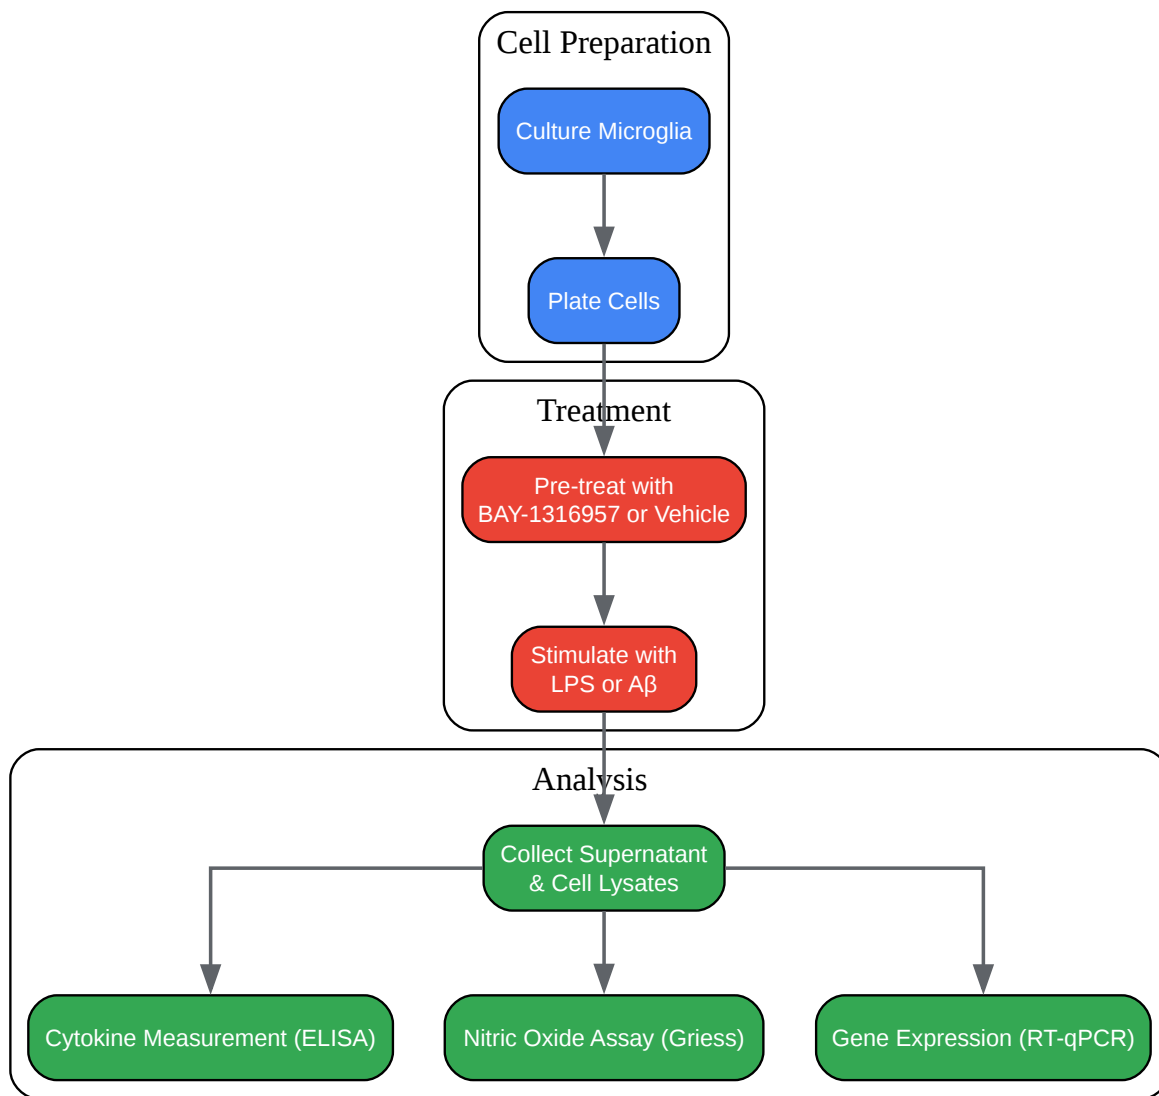 Cell Preparation
Culture Microglia
Plate Cells
Treatment
Pre-treat with
BAY-1316957 or Vehicle
Stimulate with
LPS or Aβ
Analysis
Collect Supernatant
& Cell Lysates
Cytokine Measurement (ELISA)
Nitric Oxide Assay (Griess)
Gene Expression (RT-qPCR)